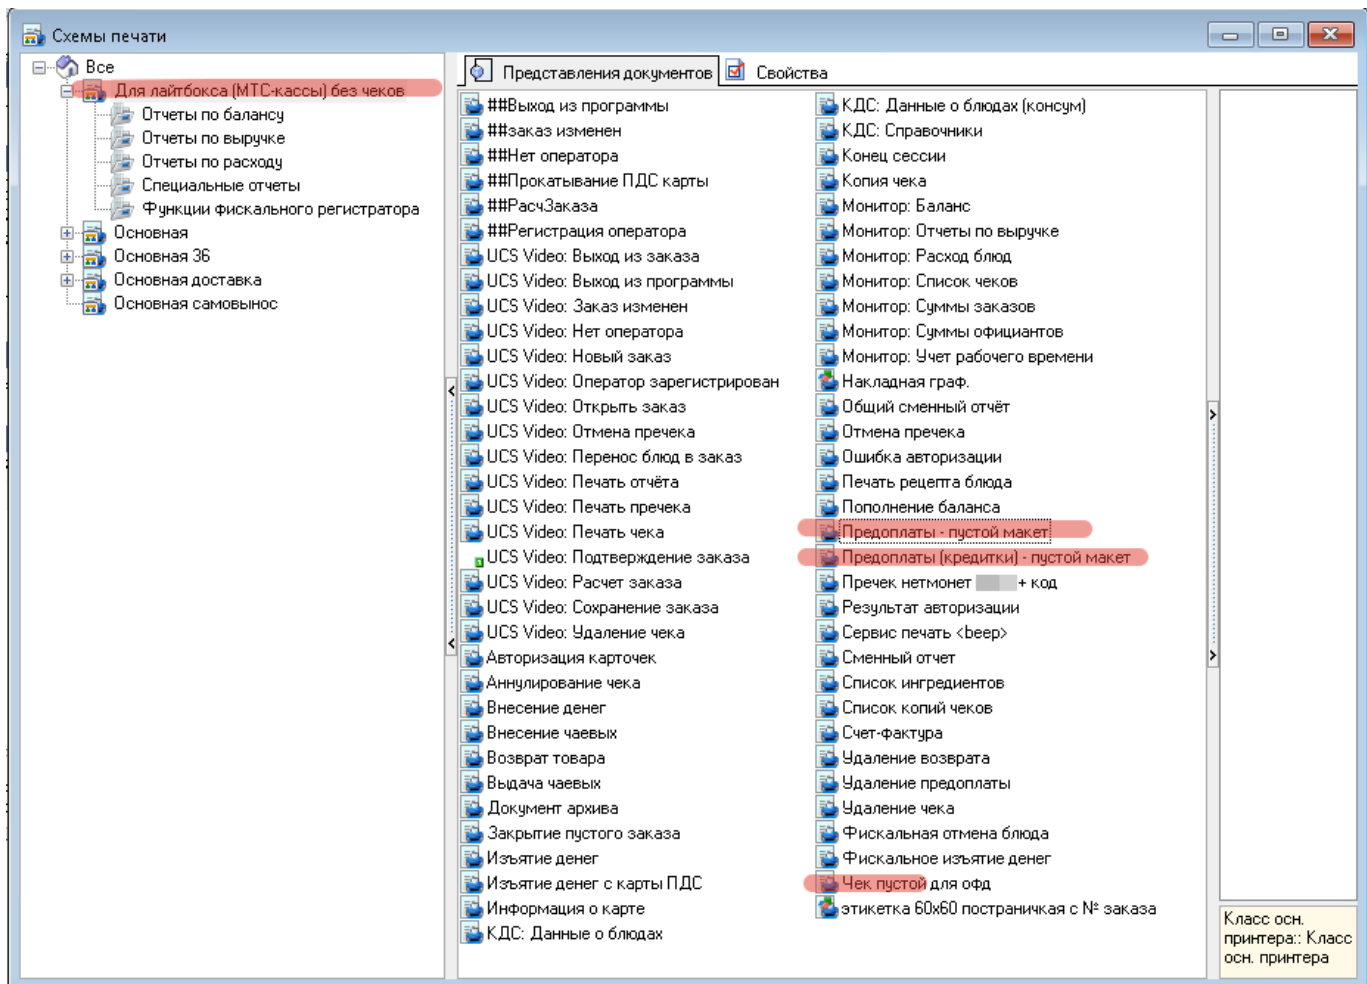 Схемы печати
Все
Для лайтбокса (МТС-кассы) без чеков
Отчеты по балансу
Отчеты по выручке
Отчеты по расходу
Специальные отчеты
Функции фискального регистратора
Основная
Основная 36
Основная доставка
Основная самовынос
Представления документов
Свойства
##Выход из программы
##заказ изменен
##Нет оператора
##Прокатывание ПДС карты
##РасчЗаказа
##Регистрация оператора
UCS Video: Выход из заказа
UCS Video: Выход из программы
UCS Video: Заказ изменен
UCS Video: Нет оператора
UCS Video: Новый заказ
UCS Video: Оператор зарегистрирован
UCS Video: Открыть заказ
UCS Video: Отмена пречека
UCS Video: Перенос блюд в заказ
UCS Video: Печать отчёта
UCS Video: Печать пречека
UCS Video: Печать чека
UCS Video: Подтверждение заказа
UCS Video: Расчет заказа
UCS Video: Сохранение заказа
UCS Video: Удаление чека
Авторизация карточек
Аннулирование чека
Внесение денег
Внесение чаевых
Возврат товара
Выдача чаевых
Документ архива
Закрытие пустого заказа
Изъятие денег
Изъятие денег с карты ПДС
Информация о карте
КДС: Данные о блюдах
КДС: Данные о блюдах (консум)
КДС: Справочники
Конец сессии
Копия чека
Монитор: Баланс
Монитор: Отчеты по выручке
Монитор: Расход блюд
Монитор: Список чеков
Монитор: Суммы заказов
Монитор: Суммы официантов
Монитор: Учет рабочего времени
Накладная граф.
Общий сменный отчёт
Отмена пречека
Ошибка авторизации
Печать рецепта блюда
Пополнение баланса
Предоплаты - пустой макет
Предоплаты (кредитки) - пустой макет
Пречек нетмонет + код
Результат авторизации
Сервис печать <beep>
Сменный отчет
Список ингредиентов
Список копий чеков
Счет-фактура
Удаление возврата
Удаление предоплаты
Удаление чека
Фискальная отмена блюда
Фискальное изъятие денег
Чек пустой для офд
этикетка 60х60 постраничкая с № заказа
Класс осн.
принтера:: Класс
осн. принтера